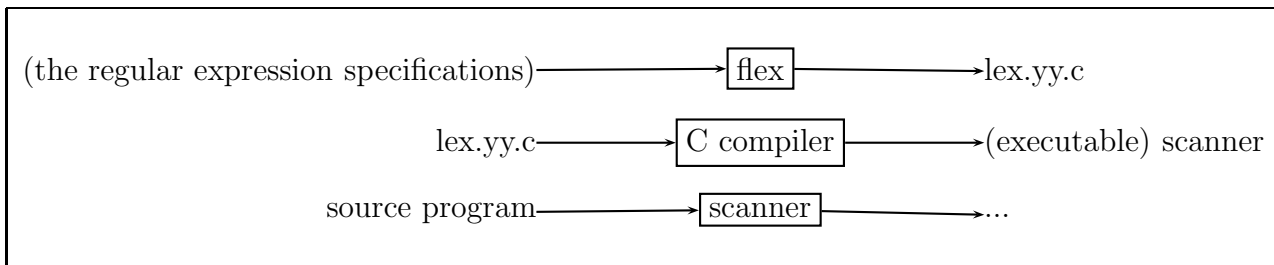 (the regular expression specifications) flex lex.yy.c
lex.yy.c C compiler (executable) scanner
source program scanner ...